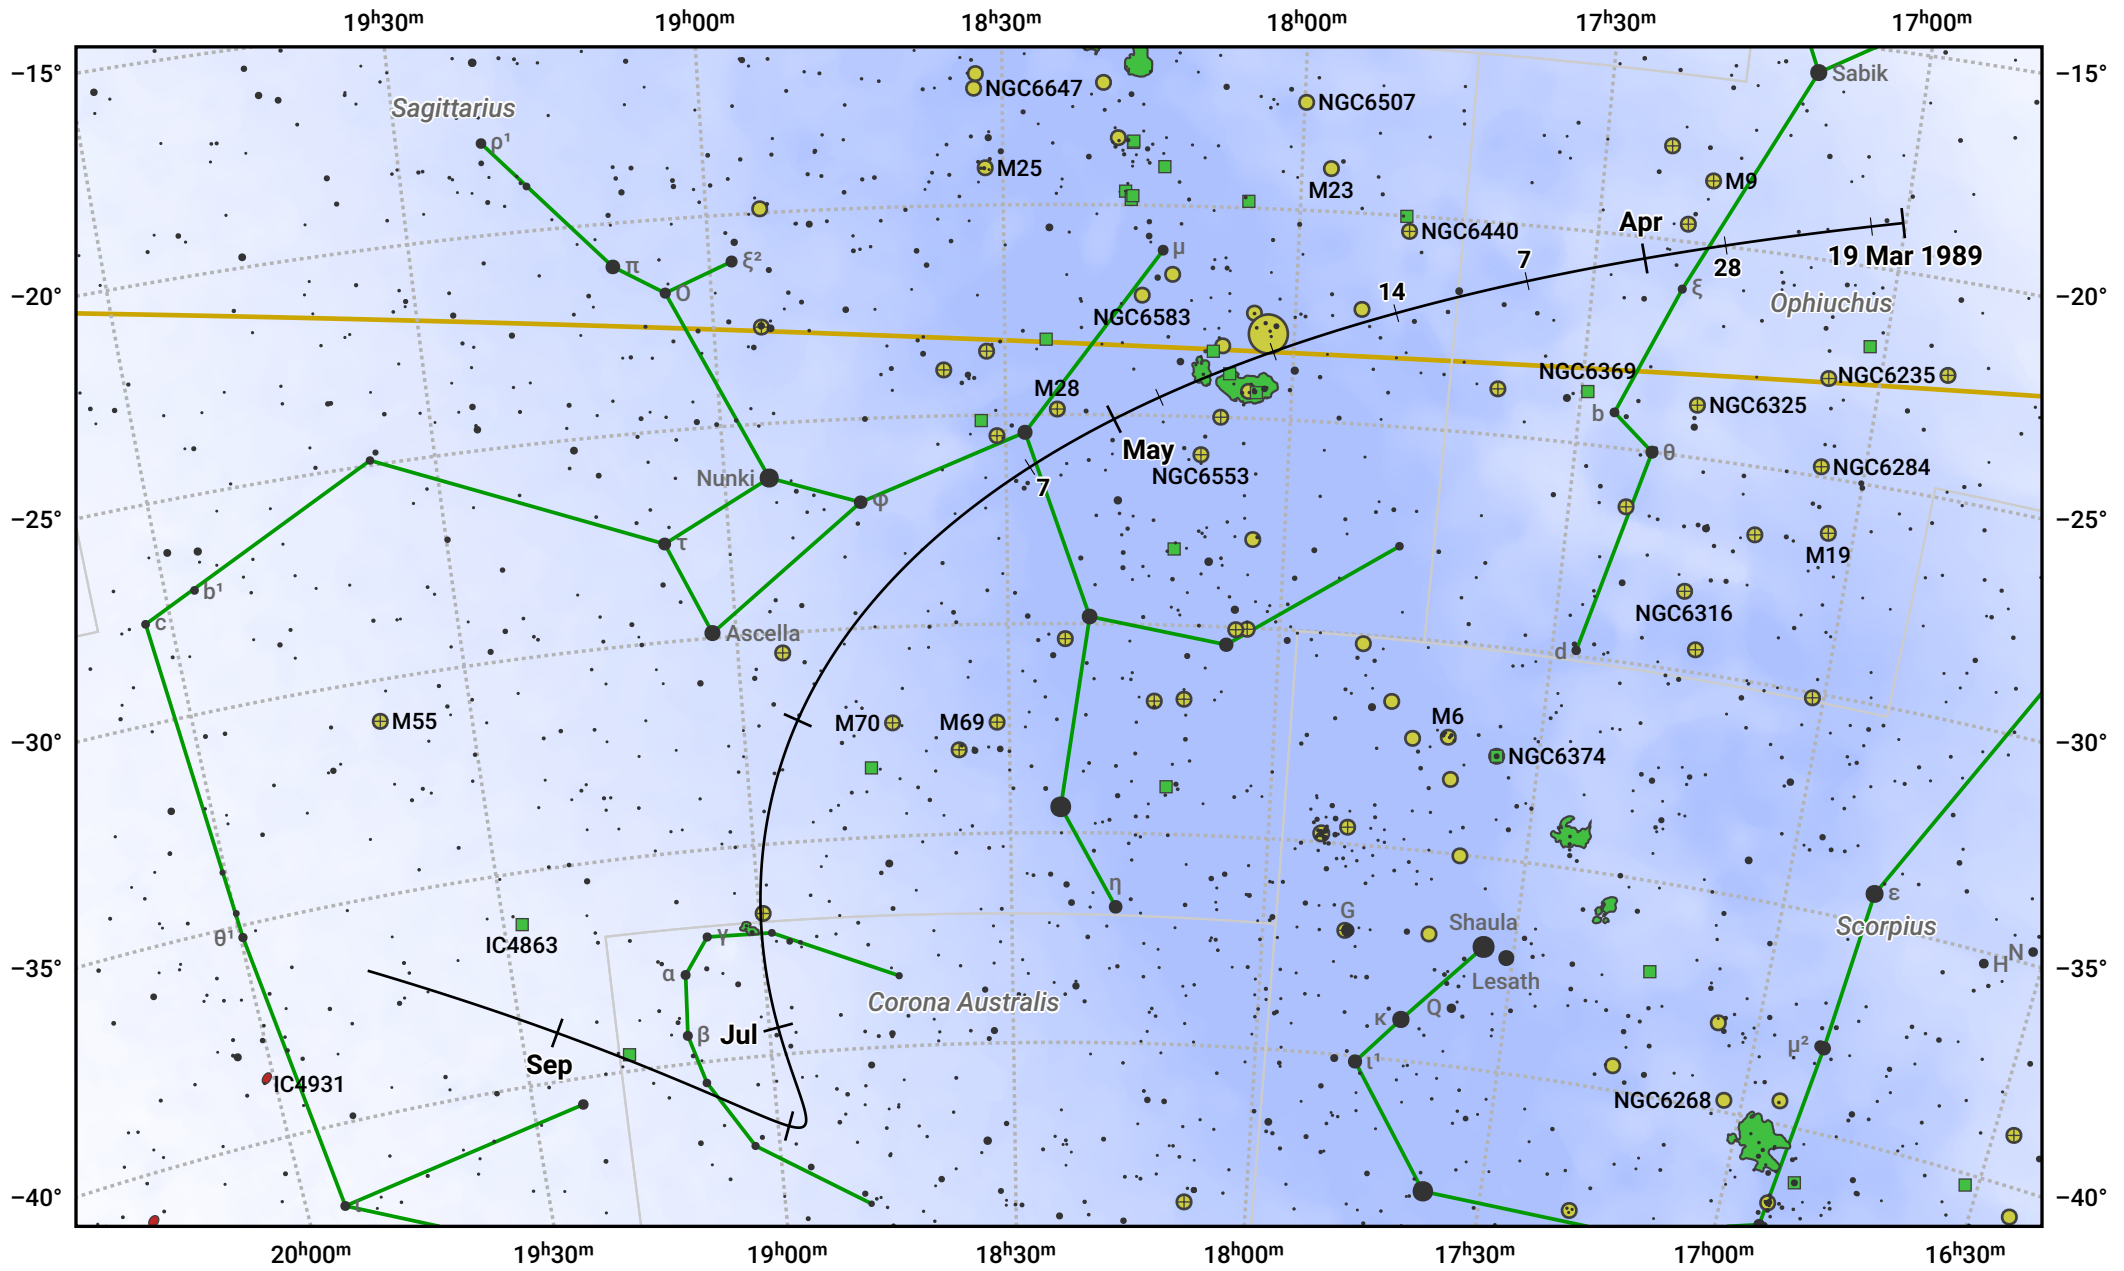 19ʰ30ᵐ 19ʰ00ᵐ 18ʰ30ᵐ 18ʰ00ᵐ 17ʰ30ᵐ 17ʰ00ᵐ
−15° −15°
Sabik
NGC6647
NGC6507
Sagittarius
ρ¹
M25
M23
M9
Apr
NGC6440
μ
19 Mar 1989
ξ²
π
7
28
ξ
O
14
−20° −20°
Ophiuchus
NGC6583
NGC6369
NGC6235
M28
NGC6325
b
May
θ
NGC6284
Nunki
NGC6553
7
φ
−25° −25°
τ
M19
b¹
NGC6316
c
Ascella
d
M55
M70
M69
M6
−30° −30°
NGC6374
η
ε
G
Shaula
Scorpius
θ¹
γ
IC4863
N
H
−35° −35°
α
Lesath
Corona Australis
Q
κ
β
Jul
μ²
Sep
ι¹
IC4931
NGC6268
−40° −40°
ι
20ʰ00ᵐ 19ʰ30ᵐ 19ʰ00ᵐ 18ʰ30ᵐ 18ʰ00ᵐ 17ʰ30ᵐ 17ʰ00ᵐ 16ʰ30ᵐ